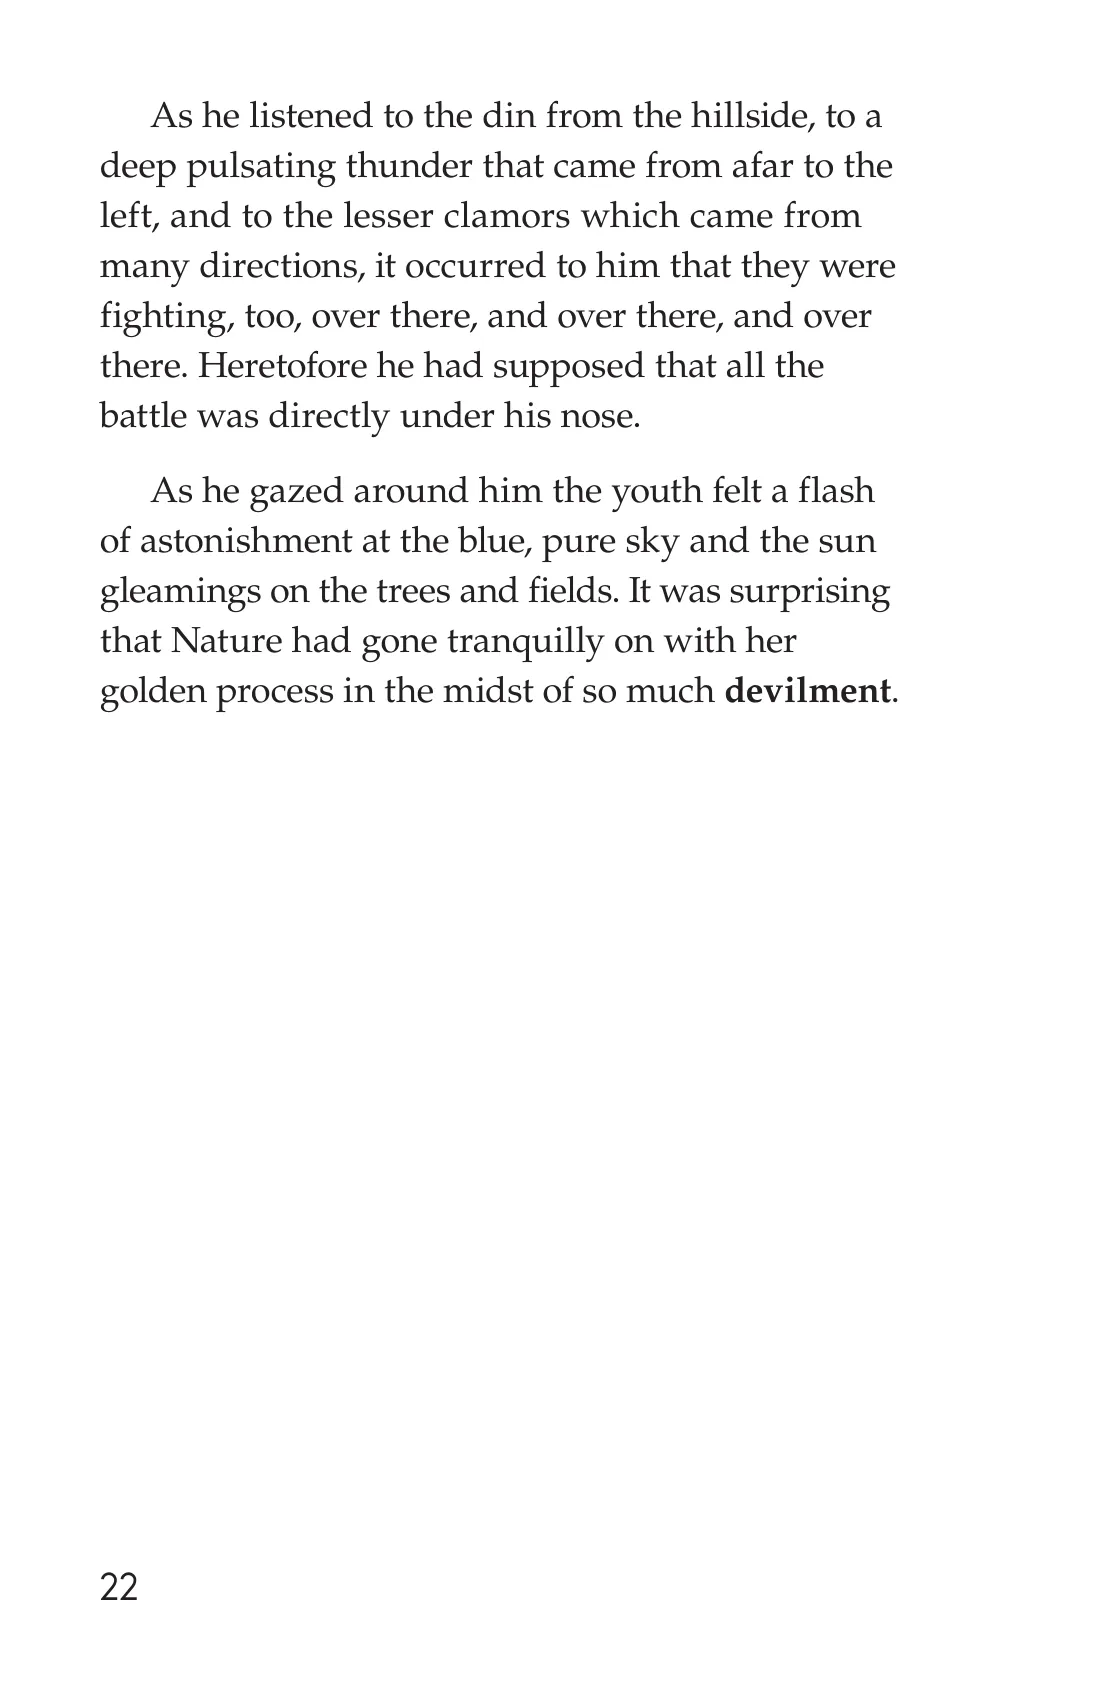 As he listened to the din from the hillside, to a
deep pulsating thunder that came from afar to the
left, and to the lesser clamors which came from
many directions, it occurred to him that they were
fighting, too, over there, and over there, and over
there. Heretofore he had supposed that all the
battle was directly under his nose.
As he gazed around him the youth felt a flash
of astonishment at the blue, pure sky and the sun
gleamings on the trees and fields. It was surprising
that Nature had gone tranquilly on with her
golden process in the midst of so much devilment.
22